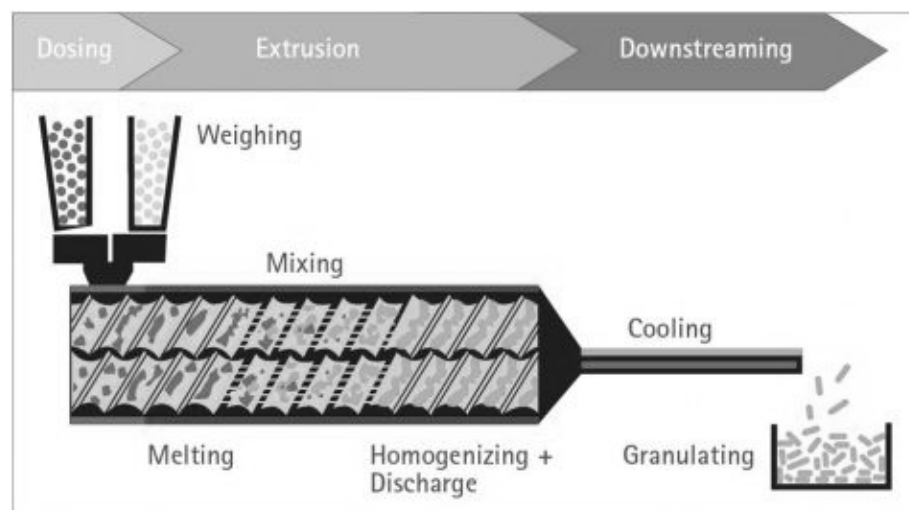 Dosing
Extrusion
Downstreaming
Weighing
Mixing
Cooling
Melting
Homogenizing +
Discharge
Granulating